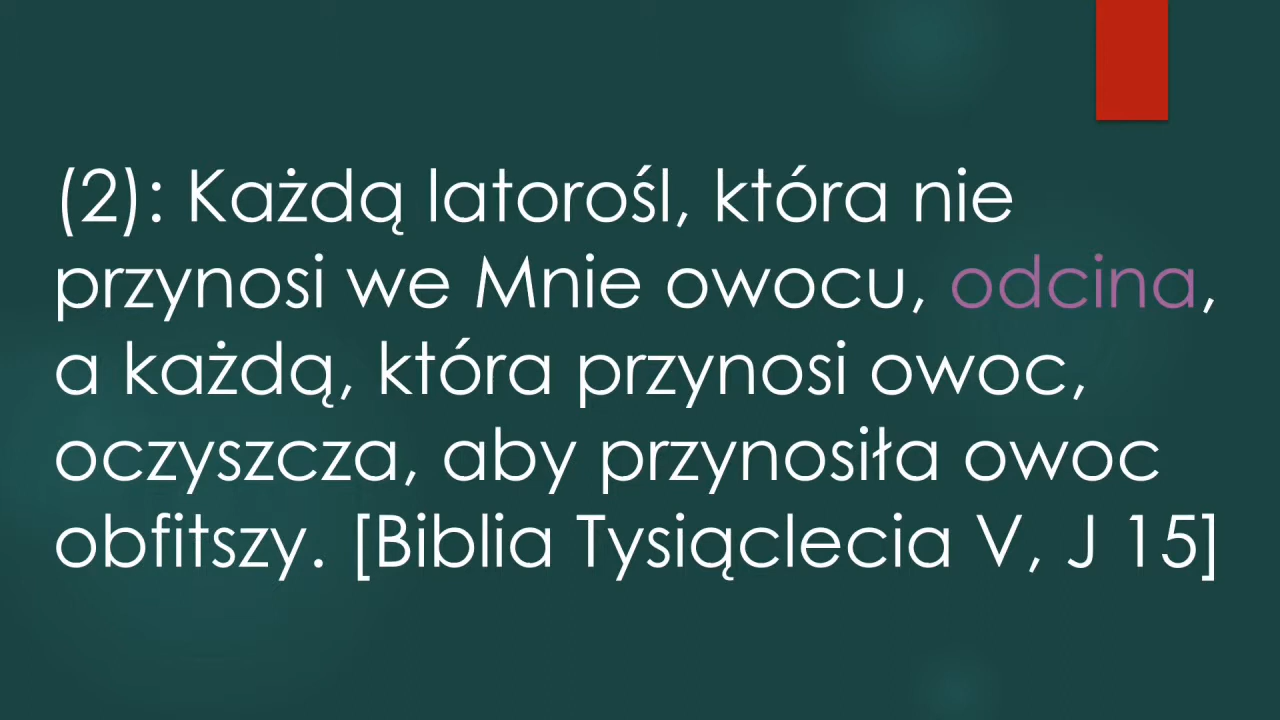 (2): Każdą latorośl, która nie
przynosi we Mnie owocu, odcina,
a każdą, która przynosi owoc,
oczyszcza, aby przynosiła owoc
obfitszy. [Biblia Tysiąclecia V, J 15]